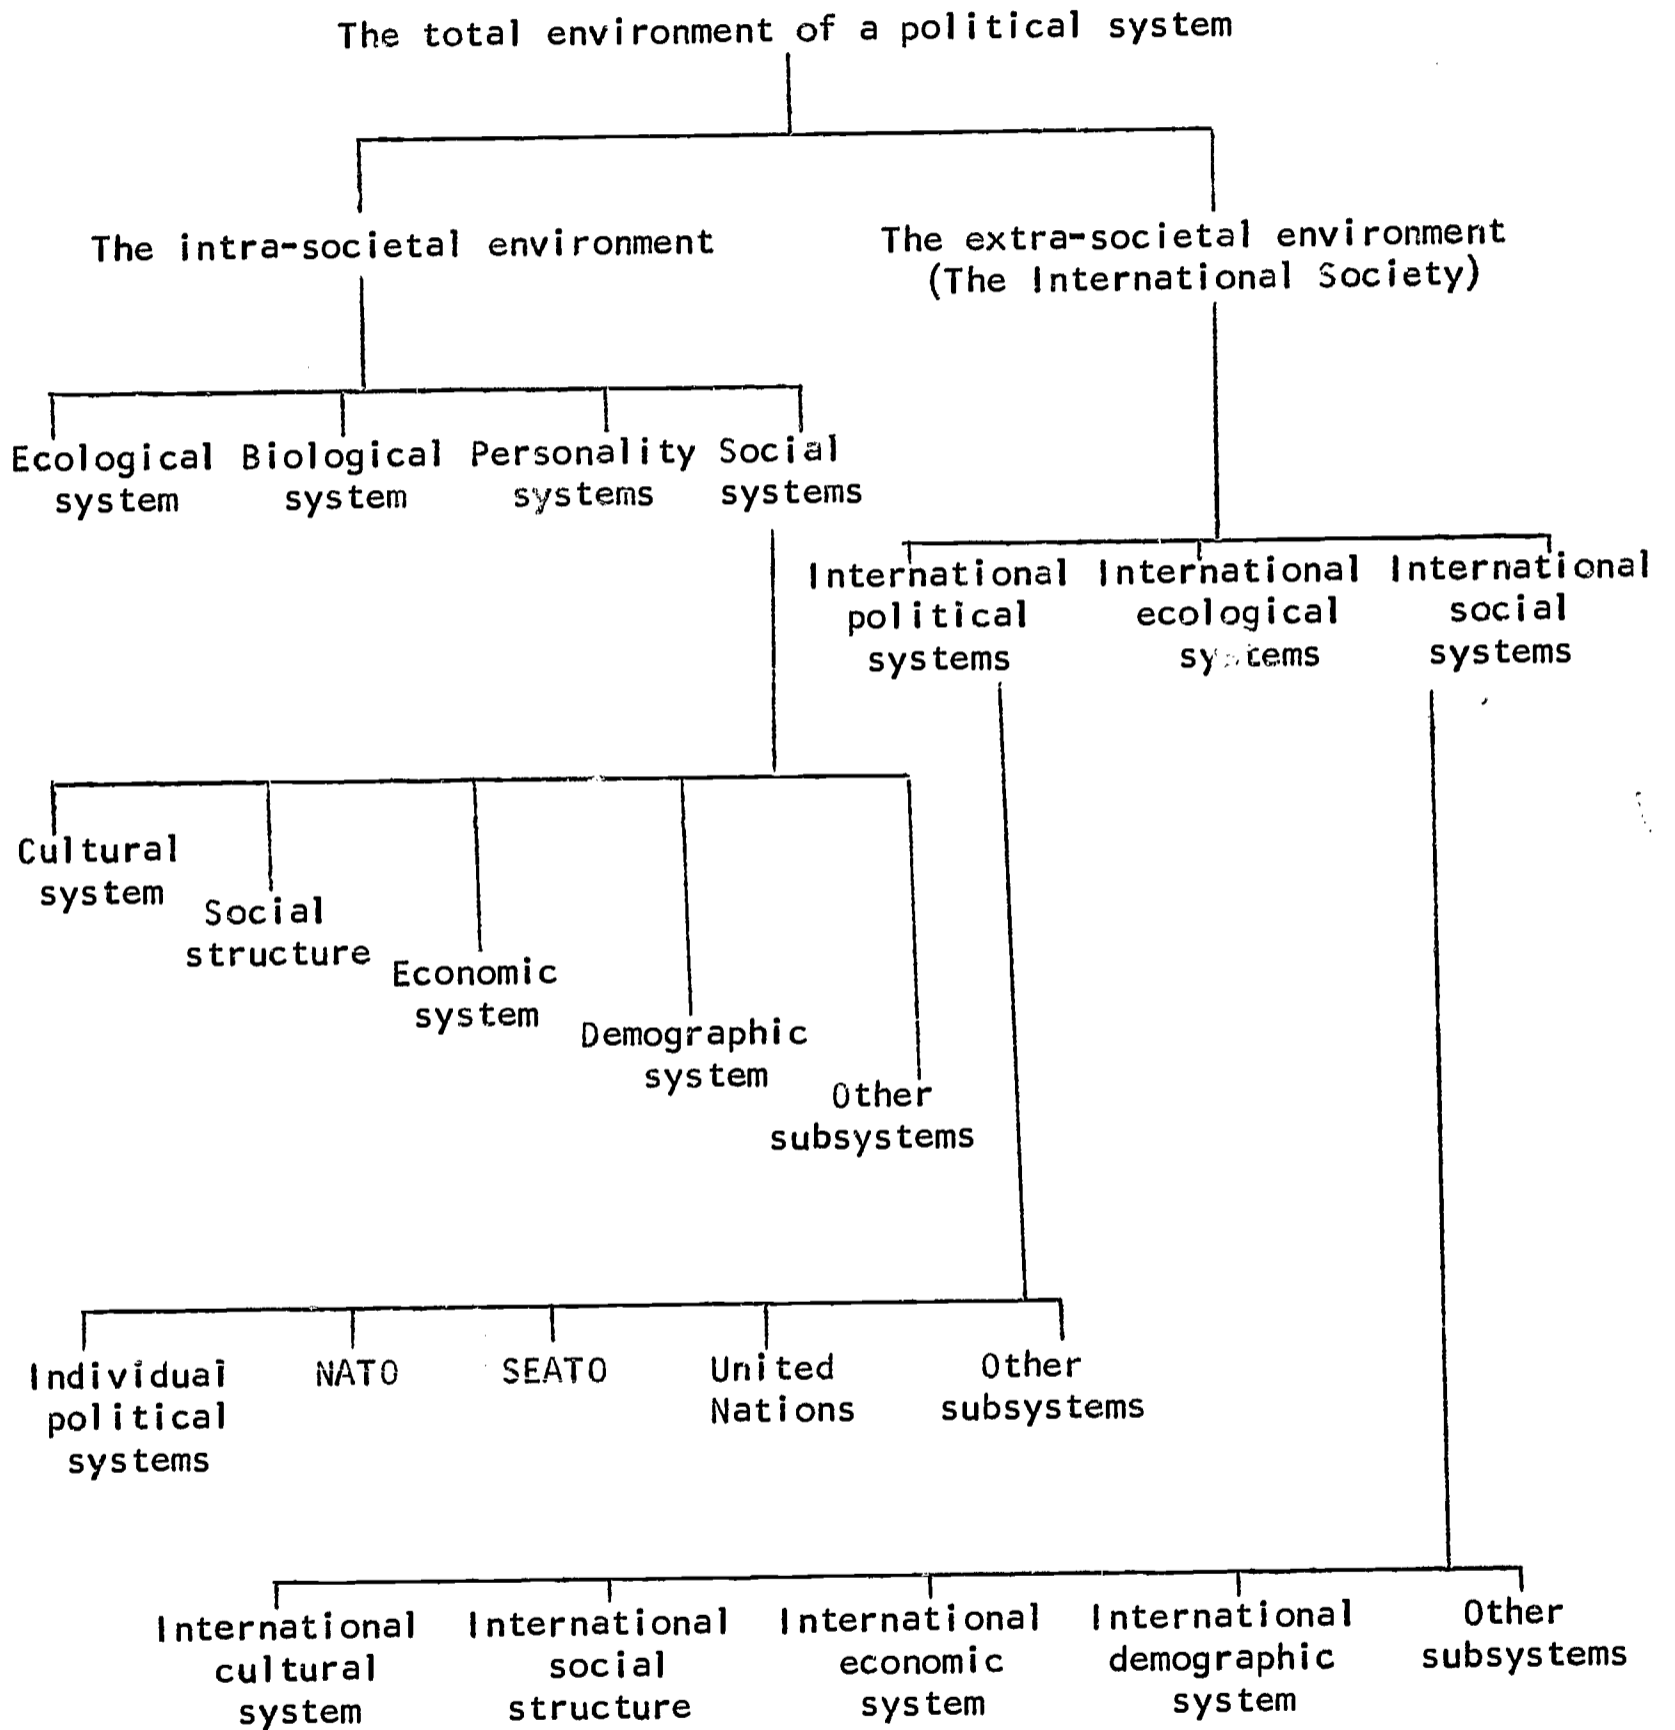 The total environment of a political system
The intra-societal environment
The extra-societal environment
(The International Society)
Ecological
system
Biological
system
Personality
systems
Social
systems
International
political
systems
International
ecological
systems
International
social
systems
Cultural
system
Social
structure
Economic
system
Demographic
system
Other
subsystems
Individual
political
systems
NATO
SEATO
United
Nations
Other
subsystems
International
cultural
system
International
social
structure
International
economic
system
International
demographic
system
Other
subsystems